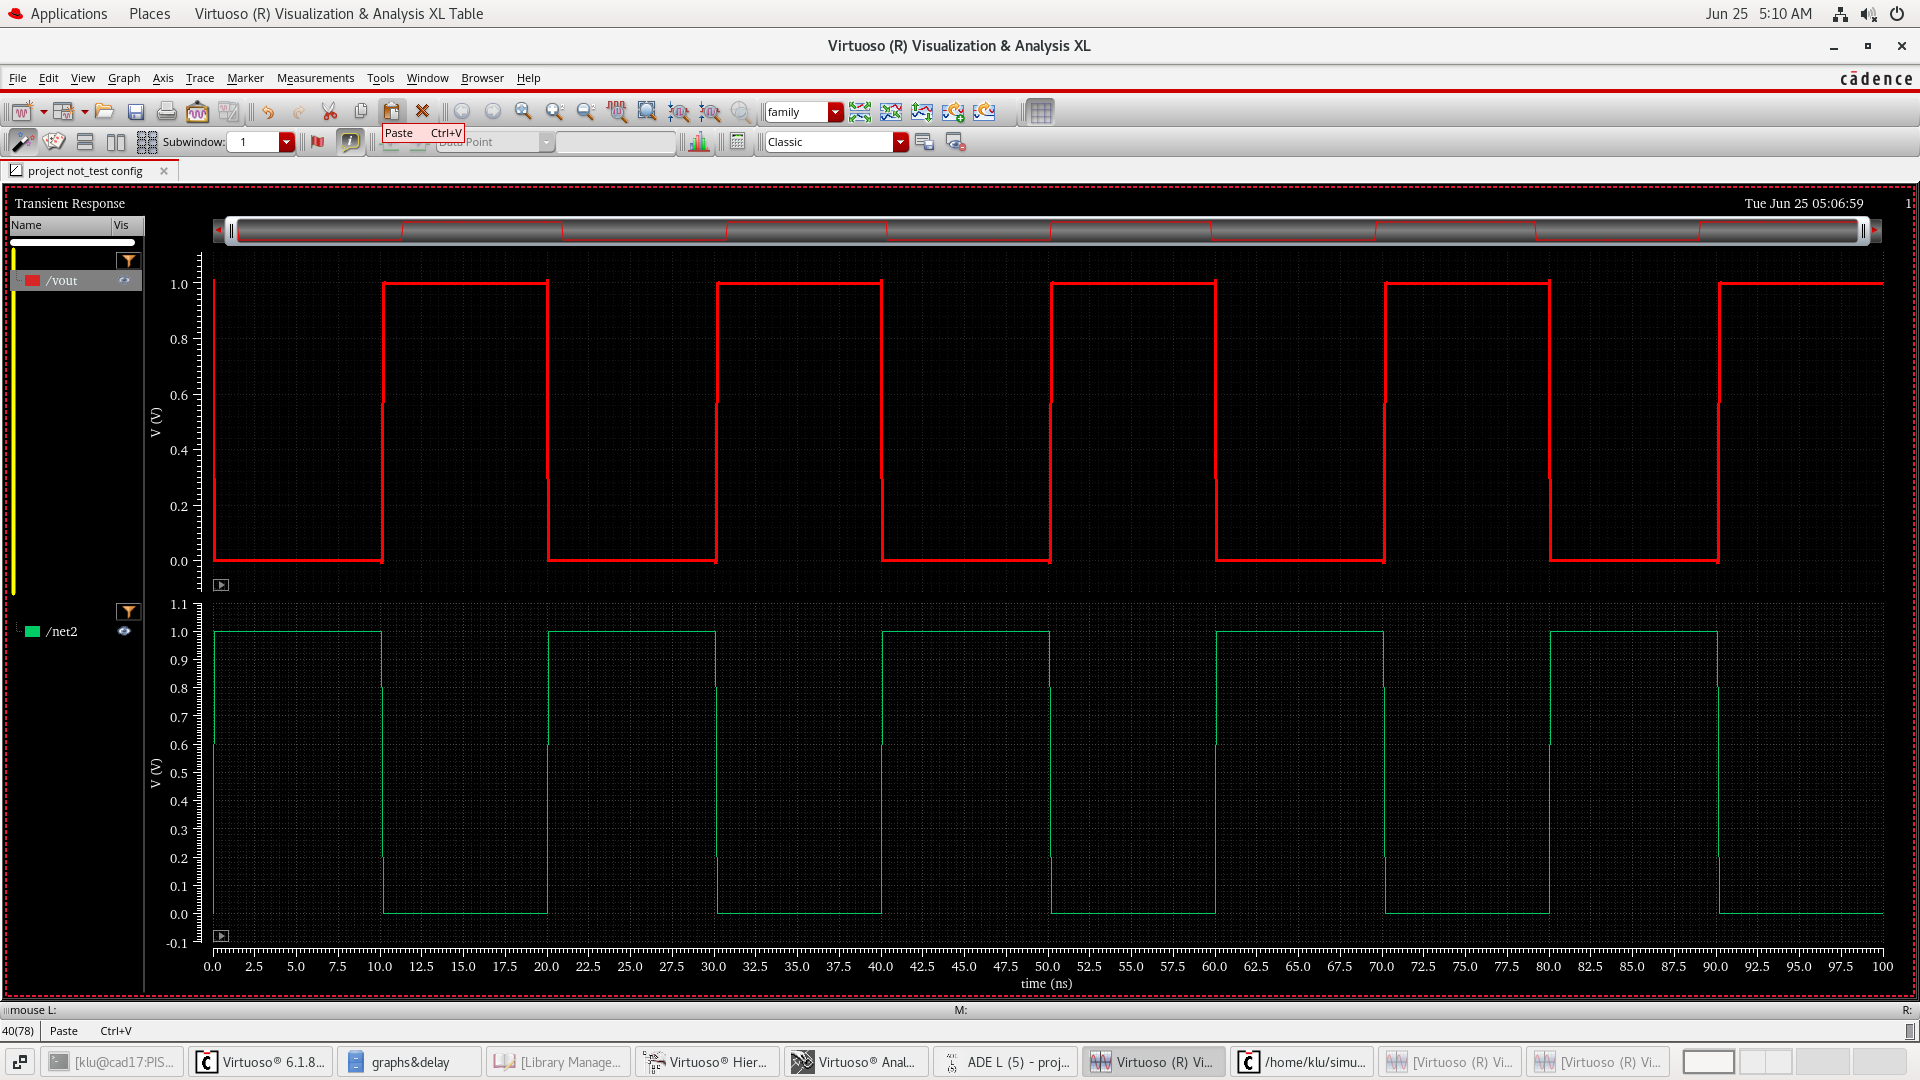 Applications Places Virtuoso (R) Visualization & Analysis XL Table Jun 25 5:10 AM
Virtuoso (R) Visualization & Analysis XL
File Edit View Graph Axis Trace Marker Measurements Tools Window Browser Help cādence
family
Paste Ctrl+V
Subwindow: 1 Data Point Classic
project not_test config
Transient Response Tue Jun 25 05:06:59 1
Name Vis
/vout
1.0
0.8
0.6
V (V)
0.4
0.2
0.0
/net2
1.1
1.0
0.9
0.8
0.7
0.6
V (V)
0.5
0.4
0.3
0.2
0.1
0.0
-0.1
0.0 2.5 5.0 7.5 10.0 12.5 15.0 17.5 20.0 22.5 25.0 27.5 30.0 32.5 35.0 37.5 40.0 42.5 45.0 47.5 50.0 52.5 55.0 57.5 60.0 62.5 65.0 67.5 70.0 72.5 75.0 77.5 80.0 82.5 85.0 87.5 90.0 92.5 95.0 97.5 100
time (ns)
mouse L: M: R:
40(78) Paste Ctrl+V
[klu@cad17:PIS... Virtuoso® 6.1.8... graphs&delay [Library Manage... Virtuoso® Hier... Virtuoso® Anal... ADE L (5) - proj... Virtuoso (R) Vi... /home/klu/simu... [Virtuoso (R) Vi... [Virtuoso (R) Vi...